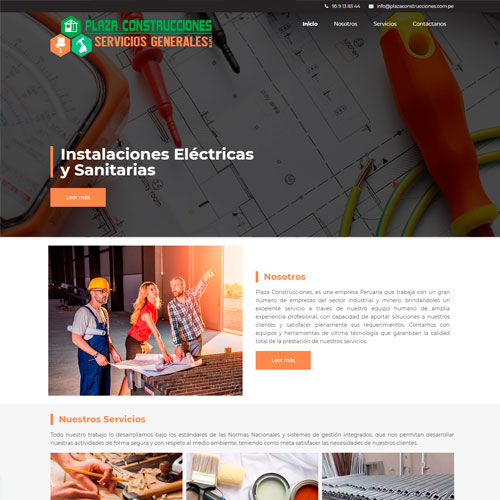 95 9 13 83 44 info@plazaconstrucciones.com.pe
PLAZA CONSTRUCCIONES
SERVICIOS GENERALES
Inicio Nosotros Servicios Contáctanos
Instalaciones Eléctricas
y Sanitarias
Leer más
Nosotros
Plaza Construcciones, es una empresa Peruana que trabaja con un gran
número de empresas del sector industrial y minero, brindándoles un
excelente servicio a través de nuestro equipo humano de amplia
experiencia profesional, con capacidad de aportar soluciones a nuestros
clientes y satisfacer plenamente sus requerimientos. Contamos con
equipos y herramientas de última tecnología que garantizan la calidad
total de la prestación de nuestros servicios.
Leer más
Nuestros Servicios
Todo nuestro trabajo lo desarrollamos bajo los estándares de las Normas Nacionales y sistemas de gestión integrados, que nos permitan desarrollar
nuestras actividades de forma segura y con respeto al medio ambiente, teniendo como meta satisfacer las necesidades de nuestros clientes.